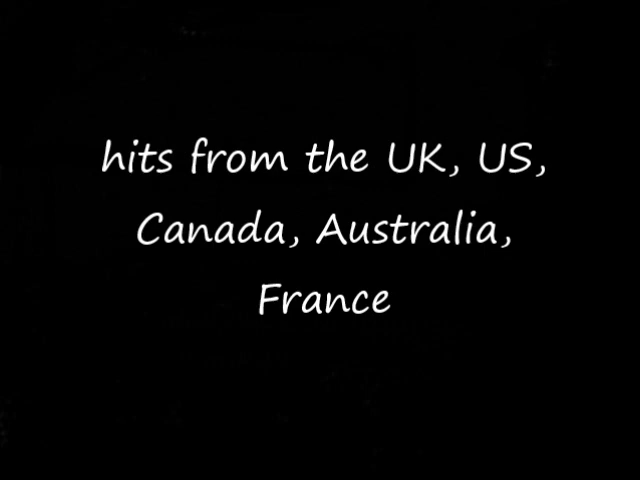 hits from the UK, US,
Canada, Australia,
France